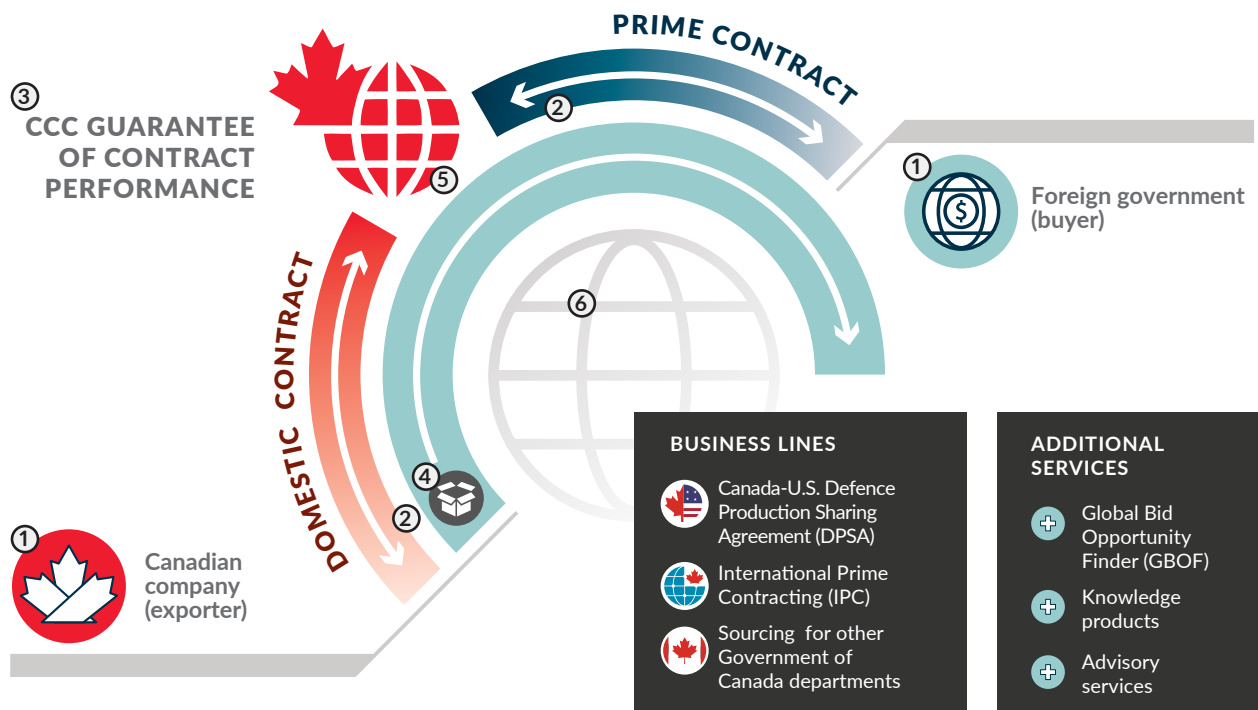 PRIME CONTRACT
3
CCC GUARANTEE
OF CONTRACT
PERFORMANCE
2
5
1
$
Foreign government
(buyer)
DOMESTIC CONTRACT
6
4
2
1
Canadian
company
(exporter)
BUSINESS LINES
Canada-U.S. Defence
Production Sharing
Agreement (DPSA)
International Prime
Contracting (IPC)
Sourcing for other
Government of
Canada departments
ADDITIONAL
SERVICES
Global Bid
Opportunity
Finder (GBOF)
Knowledge
products
Advisory
services